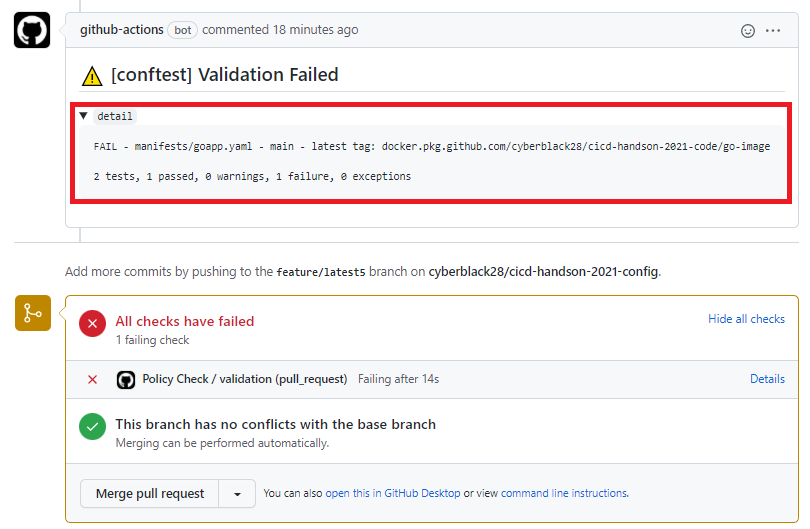 github-actions bot commented 18 minutes ago
[conftest] Validation Failed
detail
FAIL - manifests/goapp.yaml - main - latest tag: docker.pkg.github.com/cyberblack28/cicd-handson-2021-code/go-image
2 tests, 1 passed, 0 warnings, 1 failure, 0 exceptions
Add more commits by pushing to the feature/latest5 branch on cyberblack28/cicd-handson-2021-config.
All checks have failed
Hide all checks
1 failing check
Policy Check / validation (pull_request) Failing after 14s
Details
This branch has no conflicts with the base branch
Merging can be performed automatically.
Merge pull request
You can also open this in GitHub Desktop or view command line instructions.